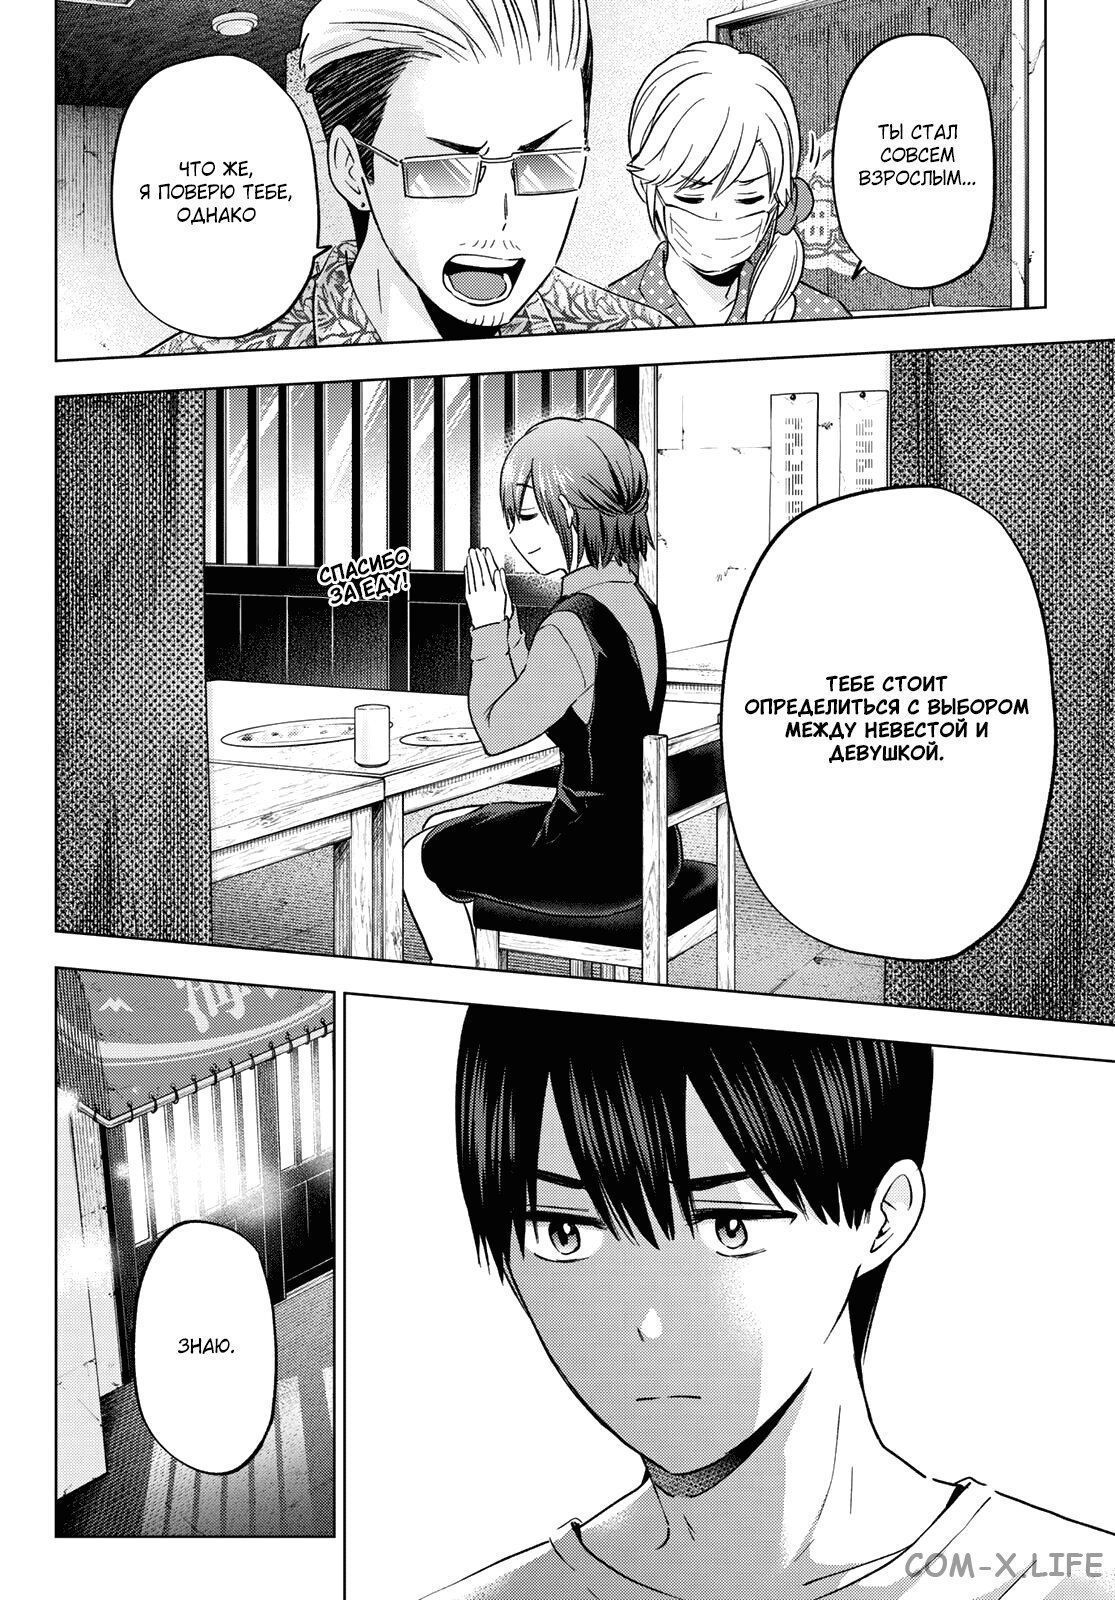 ТЫ СТАЛ
СОВСЕМ
ВЗРОСЛЫМ...
ЧТО ЖЕ,
Я ПОВЕРЮ ТЕБЕ,
ОДНАКО
ТЕБЕ СТОИТ
ОПРЕДЕЛИТЬСЯ С ВЫБОРОМ
МЕЖДУ НЕВЕСТОЙ И
ДЕВУШКОЙ.
СПАСИБО
ЗА ЕДУ!
ЗНАЮ.
COM-X.LIFE